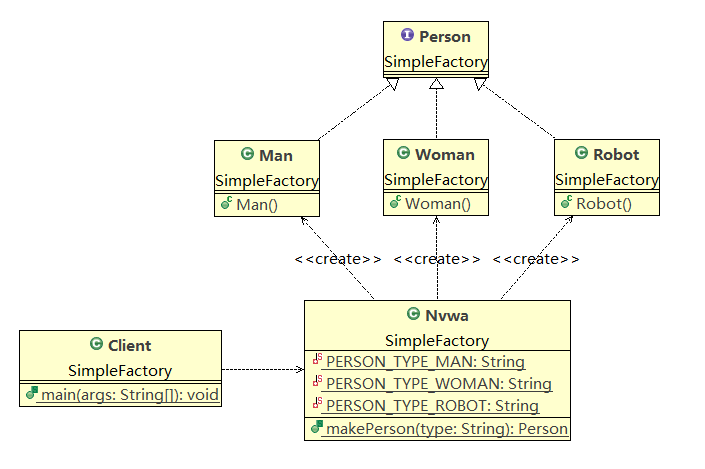 Person
SimpleFactory
Man
SimpleFactory
Man()
Woman
SimpleFactory
Woman()
Robot
SimpleFactory
Robot()
<<create>>
<<create>>
<<create>>
Nvwa
SimpleFactory
PERSON_TYPE_MAN: String
PERSON_TYPE_WOMAN: String
PERSON_TYPE_ROBOT: String
makePerson(type: String): Person
Client
SimpleFactory
main(args: String[]): void